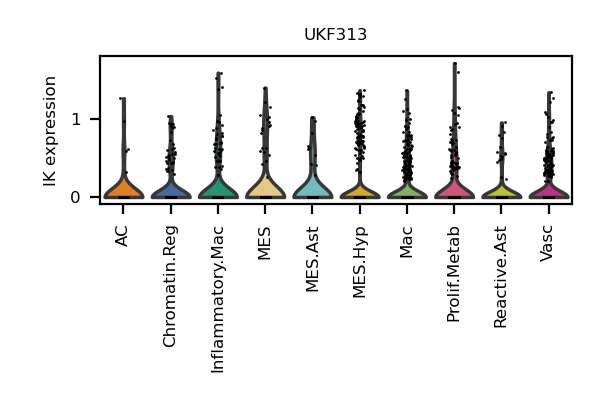 UKF313
IK expression
1
0
AC
Chromatin.Reg
Inflammatory.Mac
MES
MES.Ast
MES.Hyp
Mac
Prolif.Metab
Reactive.Ast
Vasc